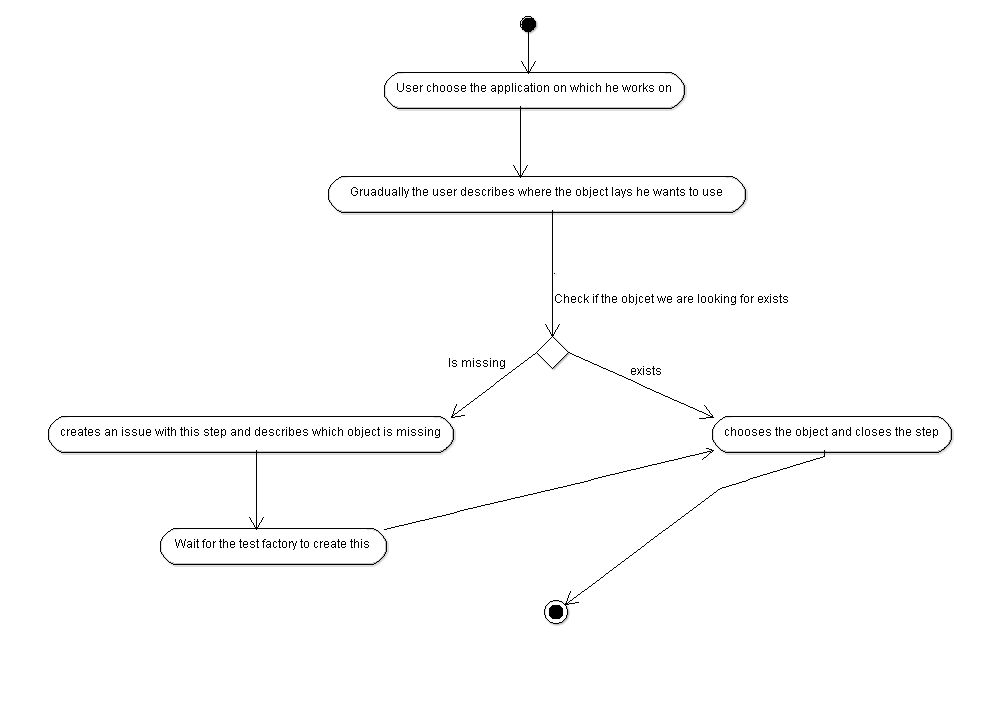 User choose the application on which he works on
Gruadually the user describes where the object lays he wants to use
Check if the objcet we are looking for exists
Is missing
exists
creates an issue with this step and describes which object is missing
chooses the object and closes the step
Wait for the test factory to create this